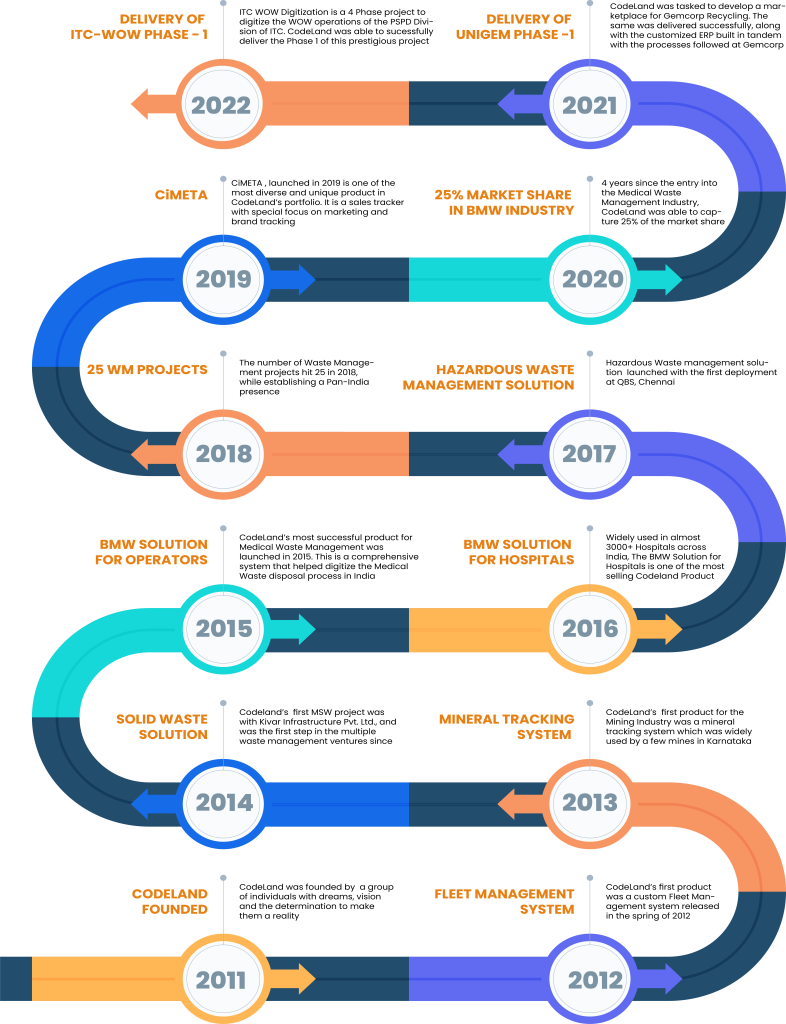 DELIVERY OF
ITC-WOW PHASE - 1
ITC WOW Digitization is a 4 Phase project to
digitize the WOW operations of the PSPD Divi-
sion of ITC. CodeLand was able to sucessfully
deliver the Phase 1 of this prestigious project
DELIVERY OF
UNIGEM PHASE -1
CodeLand was tasked to develop a mar-
ketplace for Gemcorp Recycling. The
same was delivered successfully, along
with the customized ERP built in tandem
with the processes followed at Gemcorp
2022
2021
CiMETA
CiMETA , launched in 2019 is one of the
most diverse and unique product in
CodeLand's portfolio. It is a sales tracker
with special focus on marketing and
brand tracking
25% MARKET SHARE
IN BMW INDUSTRY
4 years since the entry into
the Medical Waste
Management Industry,
CodeLand was able to cap-
ture 25% of the market share
2019
2020
25 WM PROJECTS
The number of Waste Manage-
ment projects hit 25 in 2018,
while establishing a Pan-India
presence
HAZARDOUS WASTE
MANAGEMENT SOLUTION
Hazardous Waste management solu-
tion launched with the first deployment
at QBS, Chennai
2018
2017
BMW SOLUTION
FOR OPERATORS
CodeLand's most successful product for
Medical Waste Management was
launched in 2015. This is a comprehensive
system that helped digitize the Medical
Waste disposal process in India
BMW SOLUTION
FOR HOSPITALS
Widely used in almost
3000+ Hospitals across
India, The BMW Solution for
Hospitals is one of the most
selling Codeland Product
2015
2016
SOLID WASTE
SOLUTION
Codeland's first MSW project was
with Kivar Infrastructure Pvt. Ltd., and
was the first step in the multiple
waste management ventures since
MINERAL TRACKING
SYSTEM
CodeLand's first product for the
Mining Industry was a mineral
tracking system which was widely
used by a few mines in Karnataka
2014
2013
CODELAND
FOUNDED
CodeLand was founded by a group
of individuals with dreams, vision
and the determination to make
them a reality
FLEET MANAGEMENT
SYSTEM
CodeLand's first product
was a custom Fleet Man-
agement system released
in the spring of 2012
2011
2012